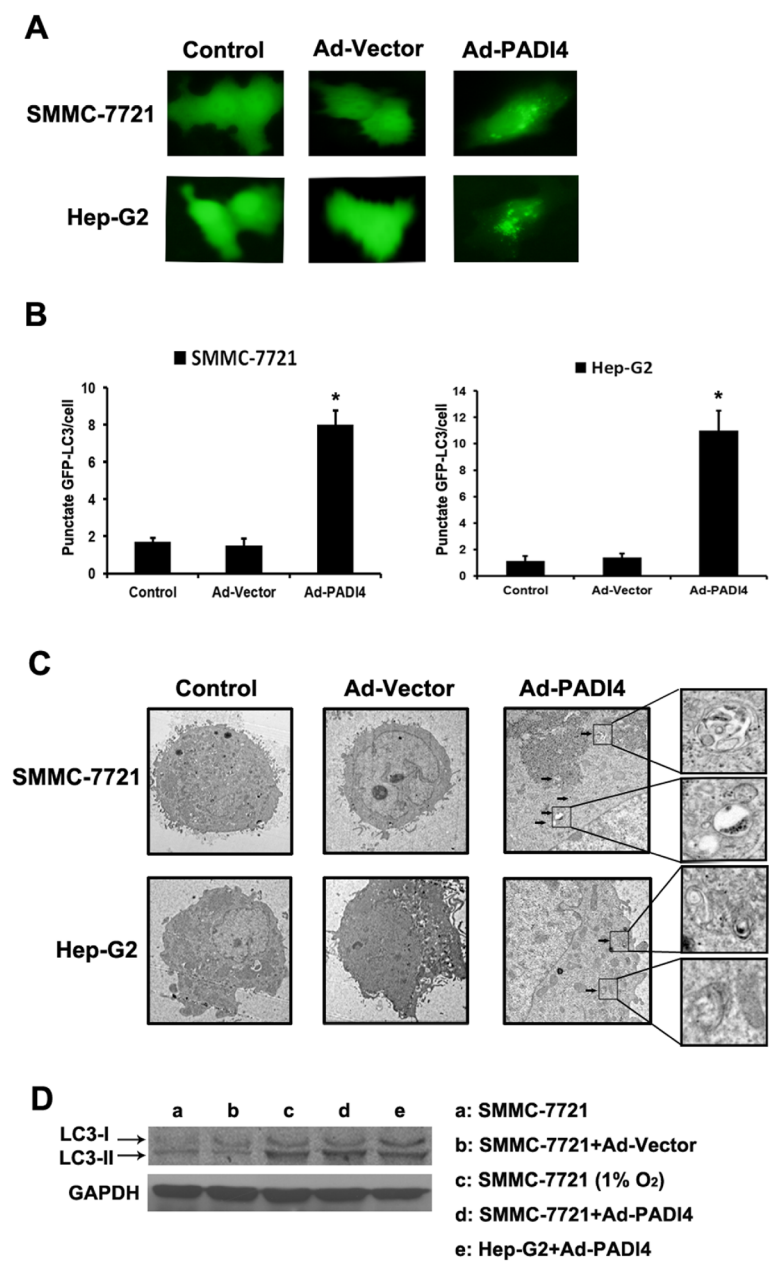 A
Control Ad-Vector Ad-PADI4
SMMC-7721
Hep-G2
B
SMMC-7721
Punctate GFP-LC3/cell
10
8
6
4
2
0
Control Ad-Vector Ad-PADI4
*
Hep-G2
Punctate GFP-LC3/cell
14
12
10
8
6
4
2
0
Control Ad-Vector Ad-PADI4
*
C
Control Ad-Vector Ad-PADI4
SMMC-7721
Hep-G2
D
a b c d e
LC3-I
LC3-II
GAPDH
a: SMMC-7721
b: SMMC-7721+Ad-Vector
c: SMMC-7721 (1% O₂)
d: SMMC-7721+Ad-PADI4
e: Hep-G2+Ad-PADI4